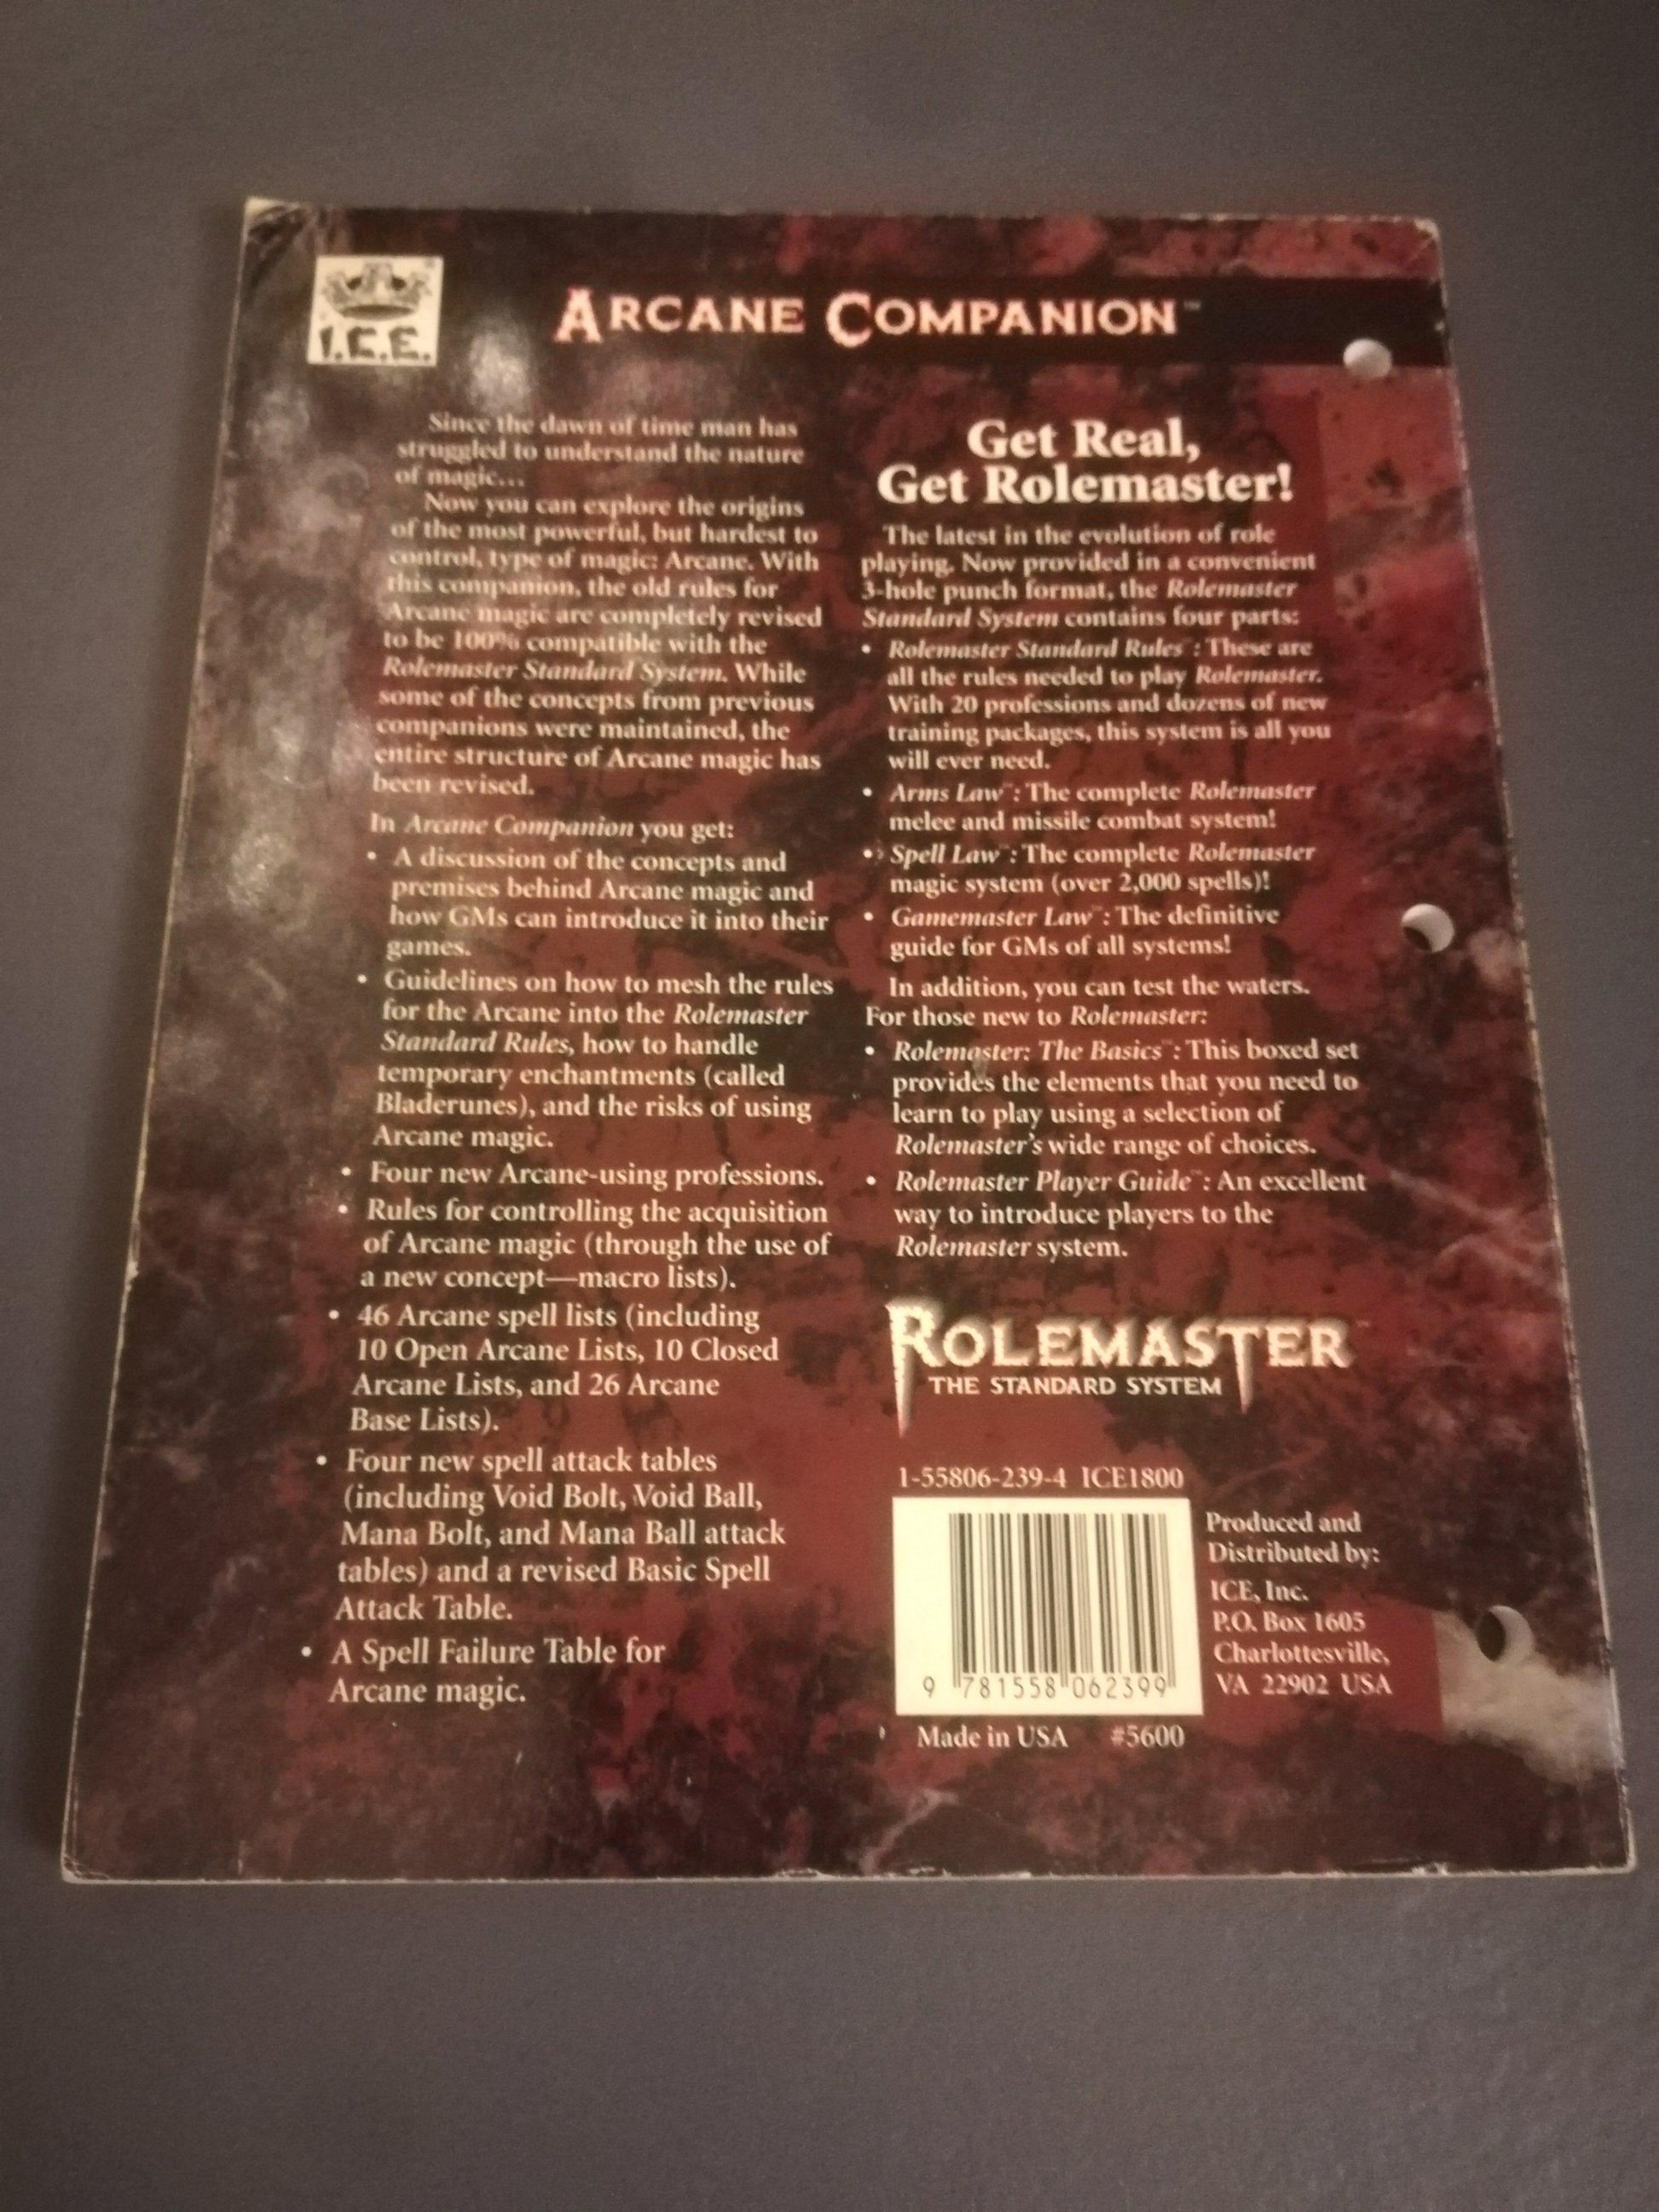 I.C.E.
ARCANE COMPANION™
Since the dawn of time man has
struggled to understand the nature
of magic...
Now you can explore the origins
of the most powerful, but hardest to
control, type of magic: Arcane. With
this companion, the old rules for
Arcane magic are completely revised
to be 100% compatible with the
Rolemaster Standard System. While
some of the concepts from previous
companions were maintained, the
entire structure of Arcane magic has
been revised.
In Arcane Companion you get:
• A discussion of the concepts and
premises behind Arcane magic and
how GMs can introduce it into their
games.
• Guidelines on how to mesh the rules
for the Arcane into the Rolemaster
Standard Rules, how to handle
temporary enchantments (called
Bladerunes), and the risks of using
Arcane magic.
• Four new Arcane-using professions.
• Rules for controlling the acquisition
of Arcane magic (through the use of
a new concept—macro lists).
• 46 Arcane spell lists (including
10 Open Arcane Lists, 10 Closed
Arcane Lists, and 26 Arcane
Base Lists).
• Four new spell attack tables
(including Void Bolt, Void Ball,
Mana Bolt, and Mana Ball attack
tables) and a revised Basic Spell
Attack Table.
• A Spell Failure Table for
Arcane magic.
Get Real,
Get Rolemaster!
The latest in the evolution of role
playing. Now provided in a convenient
3-hole punch format, the Rolemaster
Standard System contains four parts:
• Rolemaster Standard Rules™: These are
all the rules needed to play Rolemaster.
With 20 professions and dozens of new
training packages, this system is all you
will ever need.
• Arms Law™: The complete Rolemaster
melee and missile combat system!
• Spell Law™: The complete Rolemaster
magic system (over 2,000 spells)!
• Gamemaster Law™: The definitive
guide for GMs of all systems!
In addition, you can test the waters.
For those new to Rolemaster:
• Rolemaster: The Basics™: This boxed set
provides the elements that you need to
learn to play using a selection of
Rolemaster's wide range of choices.
• Rolemaster Player Guide™: An excellent
way to introduce players to the
Rolemaster system.
ROLEMASTER™
THE STANDARD SYSTEM
1-55806-239-4 ICE1800
9 781558 062399
Made in USA #5600
Produced and
Distributed by:
ICE, Inc.
P.O. Box 1605
Charlottesville,
VA 22902 USA